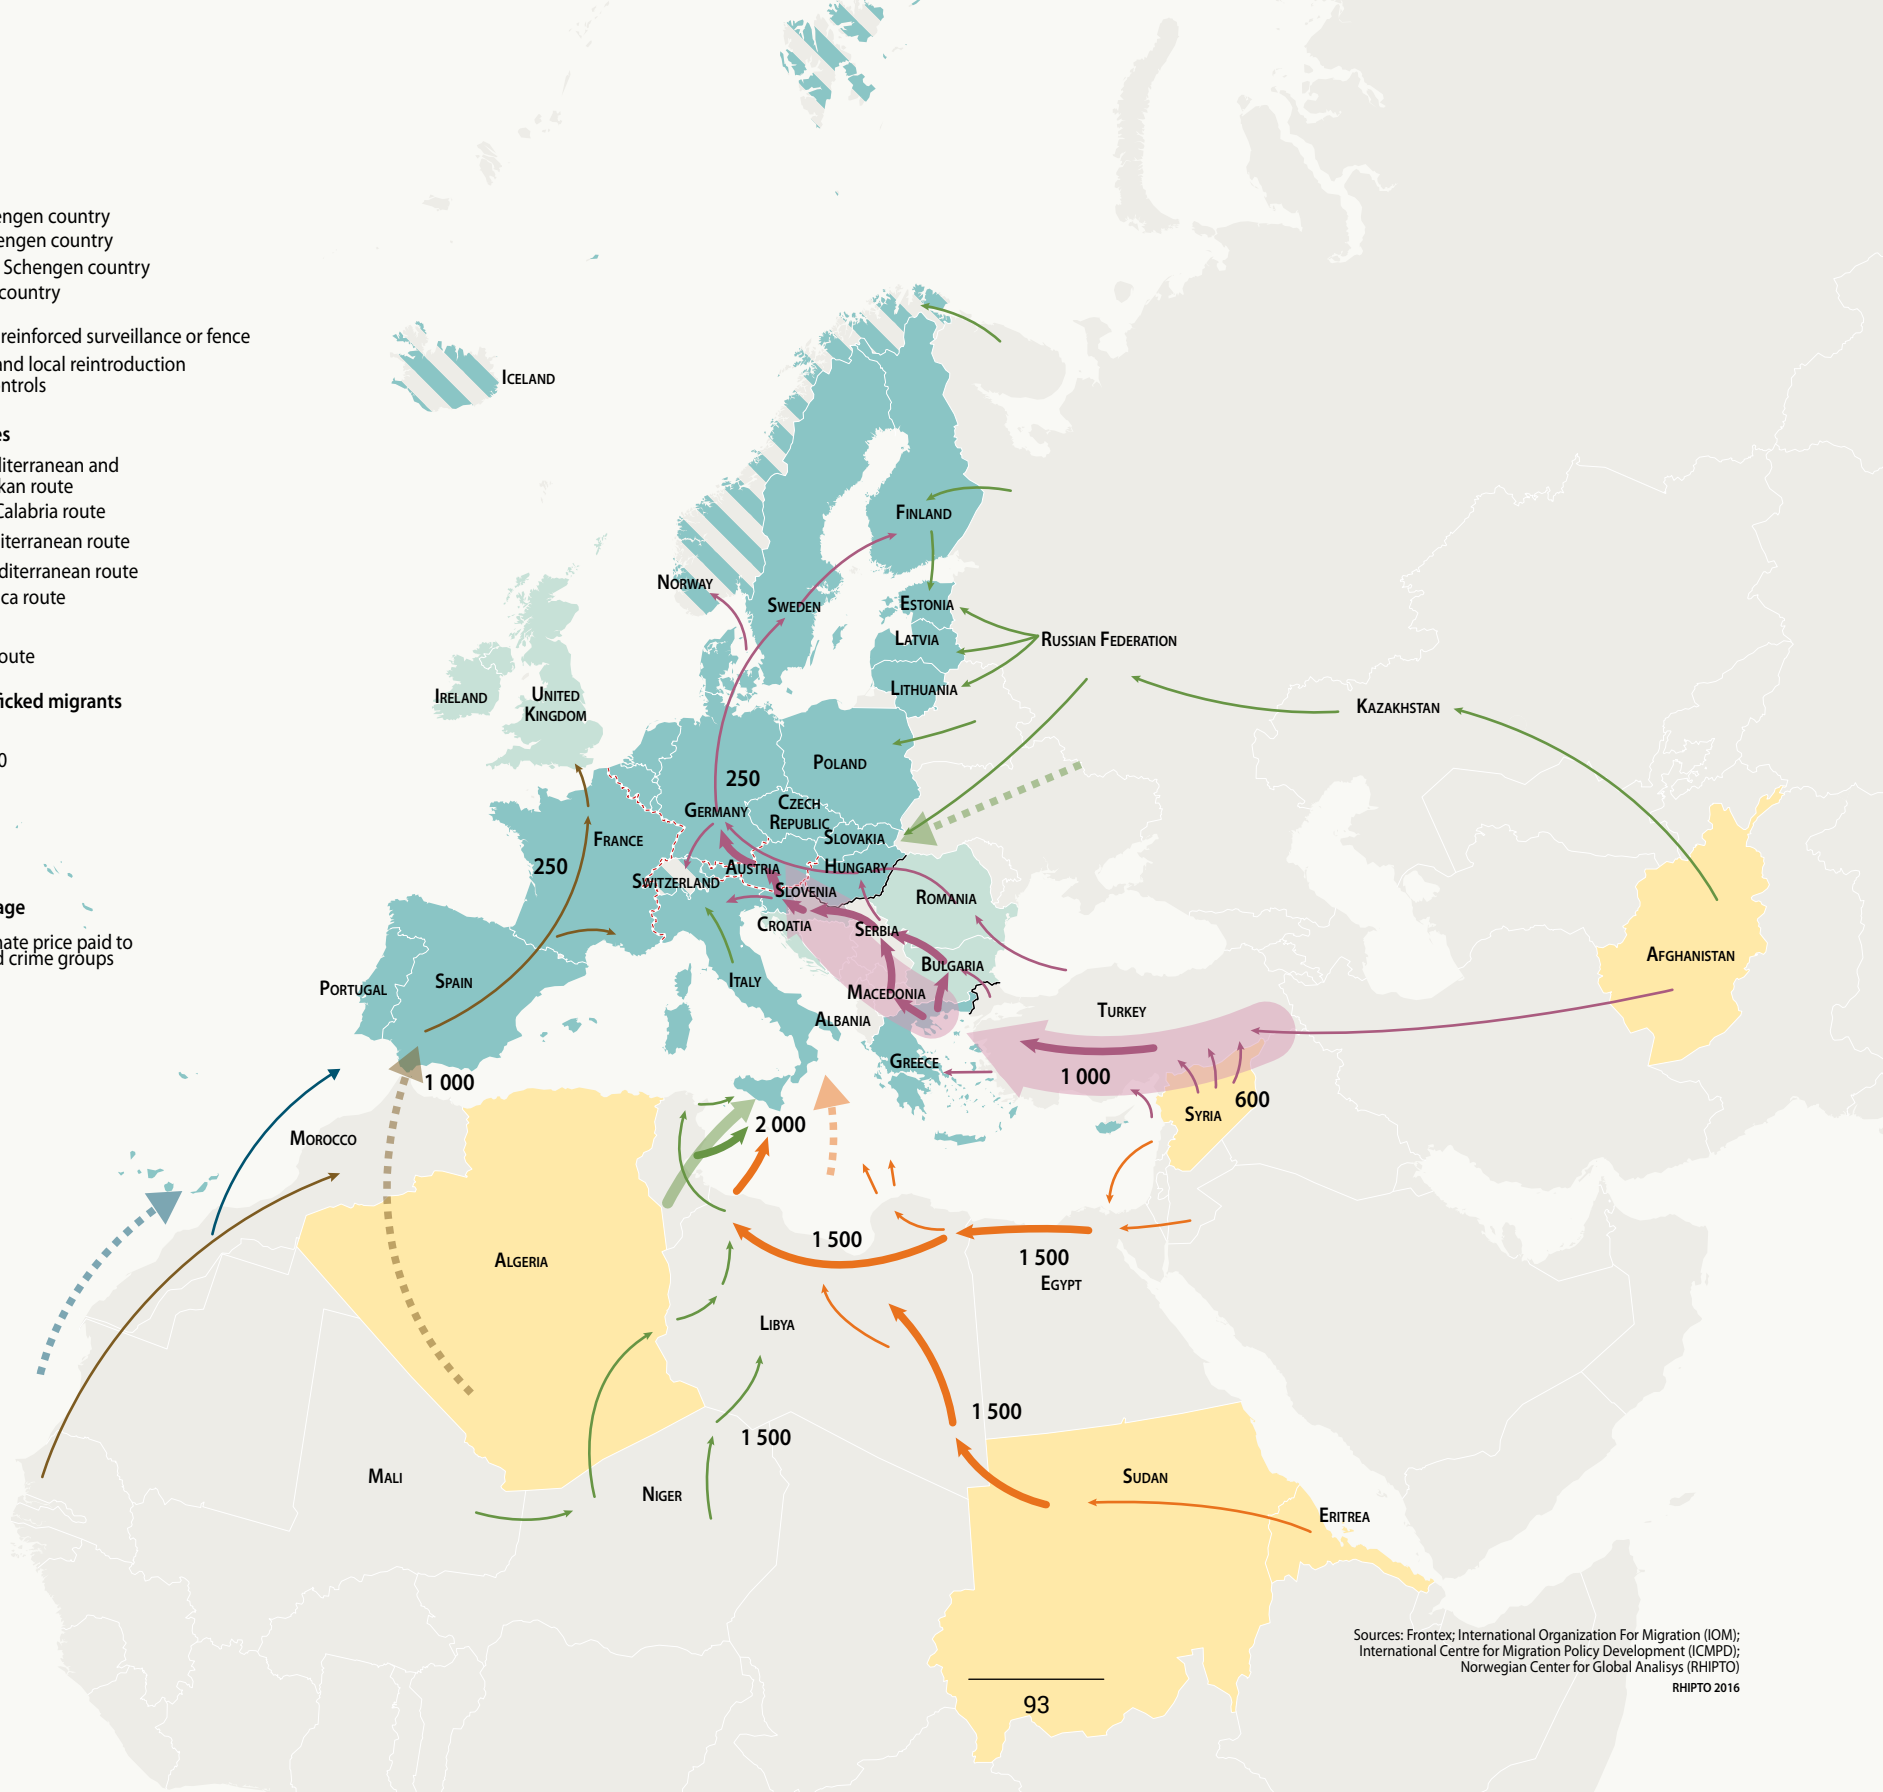 engen country
engen country
Schengen country
country
reinforced surveillance or fence
and local reintroduction
ntrols
es
literranean and
kan route
Calabria route
iterranean route
diterranean route
ca route
oute
ficked migrants
0
age
nate price paid to
d crime groups
ICELAND
FINLAND
NORWAY
SWEDEN
ESTONIA
LATVIA
RUSSIAN FEDERATION
LITHUANIA
IRELAND
UNITED
KINGDOM
KAZAKHSTAN
POLAND
250
CZECH
REPUBLIC
GERMANY
SLOVAKIA
FRANCE
250
AUSTRIA
HUNGARY
SWITZERLAND
SLOVENIA
ROMANIA
CROATIA
SERBIA
AFGHANISTAN
BULGARIA
SPAIN
ITALY
PORTUGAL
MACEDONIA
TURKEY
ALBANIA
GREECE
1 000
1 000
600
SYRIA
2 000
MOROCCO
1 500
1 500
ALGERIA
EGYPT
LIBYA
1 500
1 500
MALI
SUDAN
NIGER
ERITREA
Sources: Frontex; International Organization For Migration (IOM);
International Centre for Migration Policy Development (ICMPD);
Norwegian Center for Global Analisys (RHIPTO)
RHIPTO 2016
93